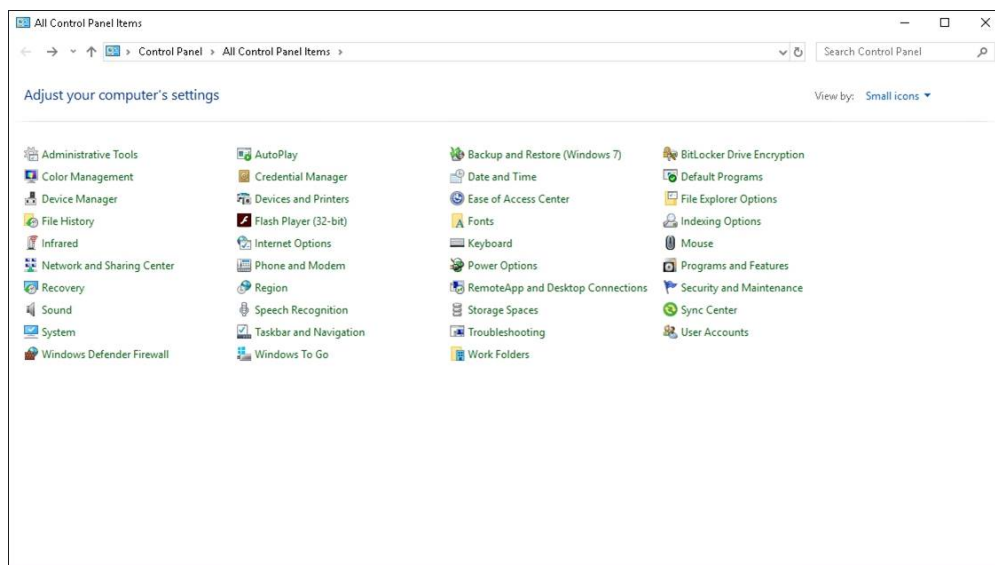 All Control Panel Items
Control Panel > All Control Panel Items >
Search Control Panel
Adjust your computer's settings
View by: Small icons
Administrative Tools AutoPlay Backup and Restore (Windows 7) BitLocker Drive Encryption
Color Management Credential Manager Date and Time Default Programs
Device Manager Devices and Printers Ease of Access Center File Explorer Options
File History Flash Player (32-bit) Fonts Indexing Options
Infrared Internet Options Keyboard Mouse
Network and Sharing Center Phone and Modem Power Options Programs and Features
Recovery Region RemoteApp and Desktop Connections Security and Maintenance
Sound Speech Recognition Storage Spaces Sync Center
System Taskbar and Navigation Troubleshooting User Accounts
Windows Defender Firewall Windows To Go Work Folders